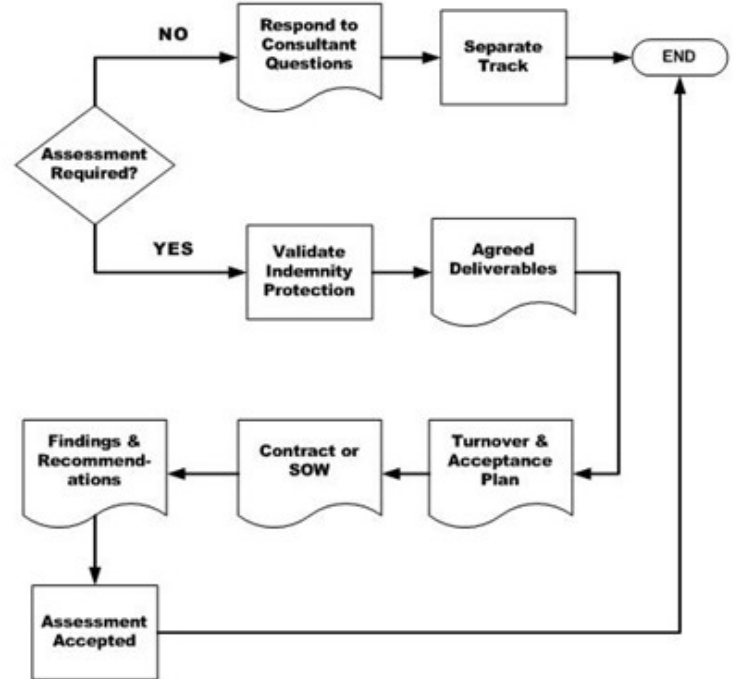 NO
Respond to
Consultant
Questions
Separate
Track
END
Assessment
Required?
YES
Validate
Indemnity
Protection
Agreed
Deliverables
Findings &
Recommend-
ations
Contract or
SOW
Turnover &
Acceptance
Plan
Assessment
Accepted